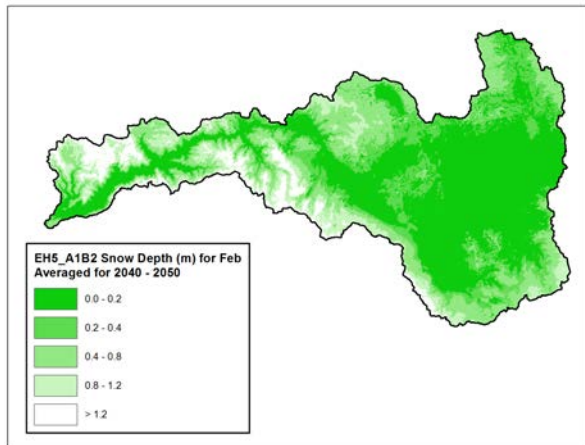 EH5_A1B2 Snow Depth (m) for Feb
Averaged for 2040 - 2050
0.0 - 0.2
0.2 - 0.4
0.4 - 0.8
0.8 - 1.2
> 1.2